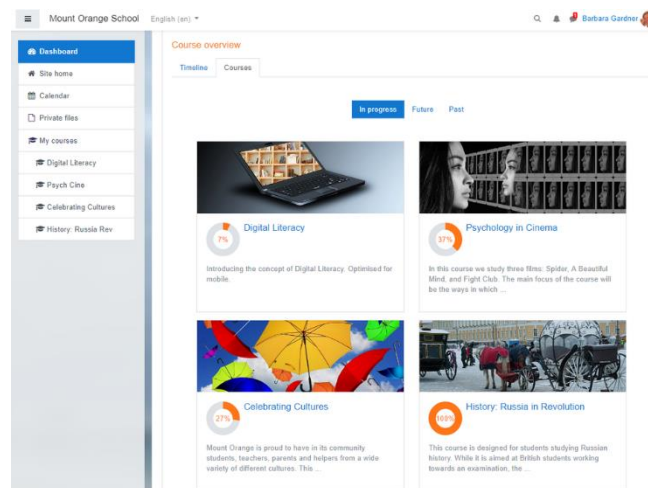 Mount Orange School English (en)
Barbara Gardner
Dashboard
Site home
Calendar
Private files
My courses
Digital Literacy
Psych Cine
Celebrating Cultures
History: Russia Rev
Course overview
Timeline Courses
In progress Future Past
Digital Literacy
7%
Introducing the concept of Digital Literacy. Optimised for
mobile.
Psychology in Cinema
37%
In this course we study three films: Spider, A Beautiful
Mind, and Fight Club. The main focus of the course will
be the ways in which ...
Celebrating Cultures
27%
Mount Orange is proud to have in its community
students, teachers, parents and helpers from a wide
variety of different cultures. This ...
History: Russia in Revolution
100%
This course is designed for students studying Russian
history. While it is aimed at British students working
towards an examination, the ...